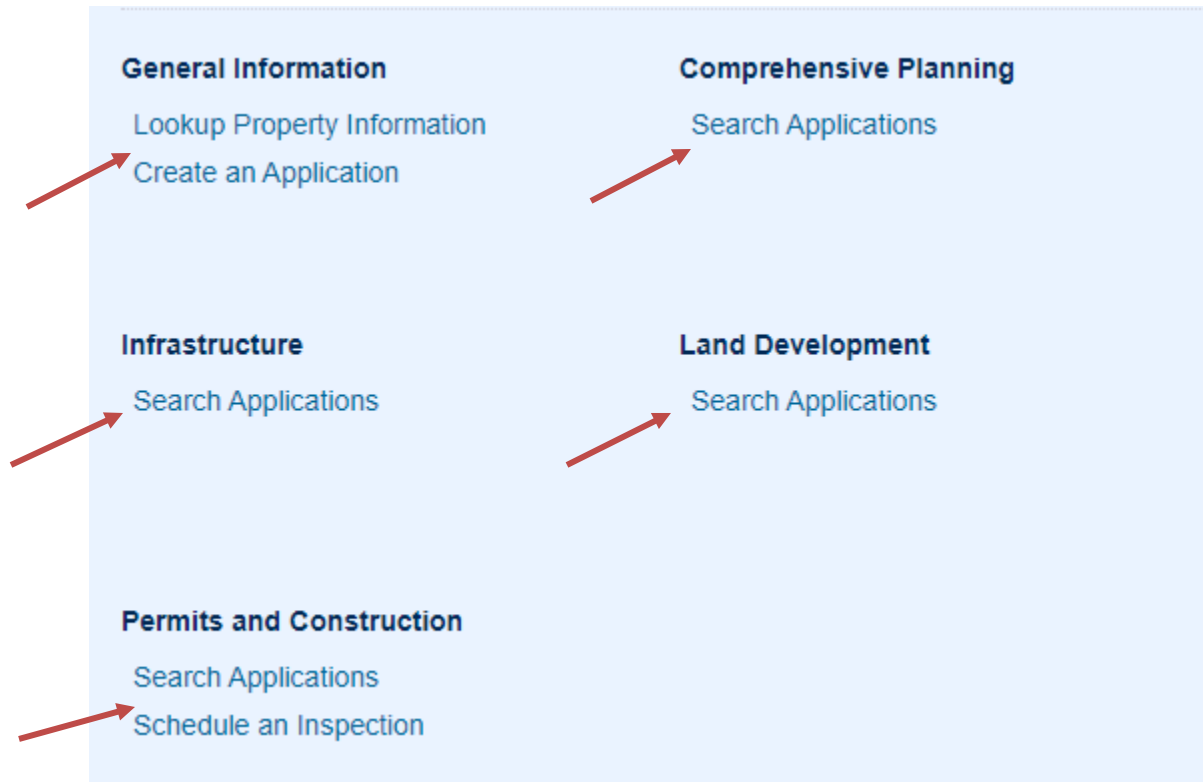 General Information
Lookup Property Information
Create an Application
Comprehensive Planning
Search Applications
Infrastructure
Search Applications
Land Development
Search Applications
Permits and Construction
Search Applications
Schedule an Inspection